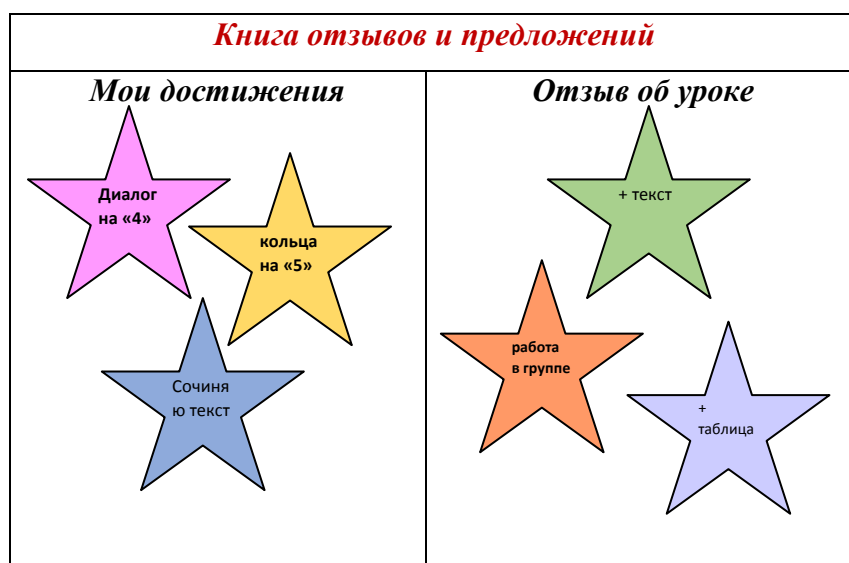 Книга отзывов и предложений
Мои достижения
Диалог
на «4»
кольца
на «5»
Сочиня
ю текст
Отзыв об уроке
+ текст
работа
в группе
+
таблица